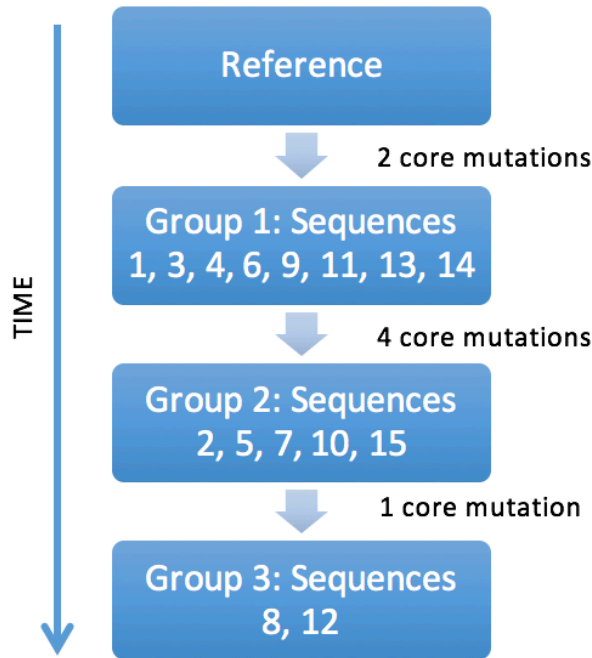 Reference
2 core mutations
Group 1: Sequences
1, 3, 4, 6, 9, 11, 13, 14
TIME
4 core mutations
Group 2: Sequences
2, 5, 7, 10, 15
1 core mutation
Group 3: Sequences
8, 12